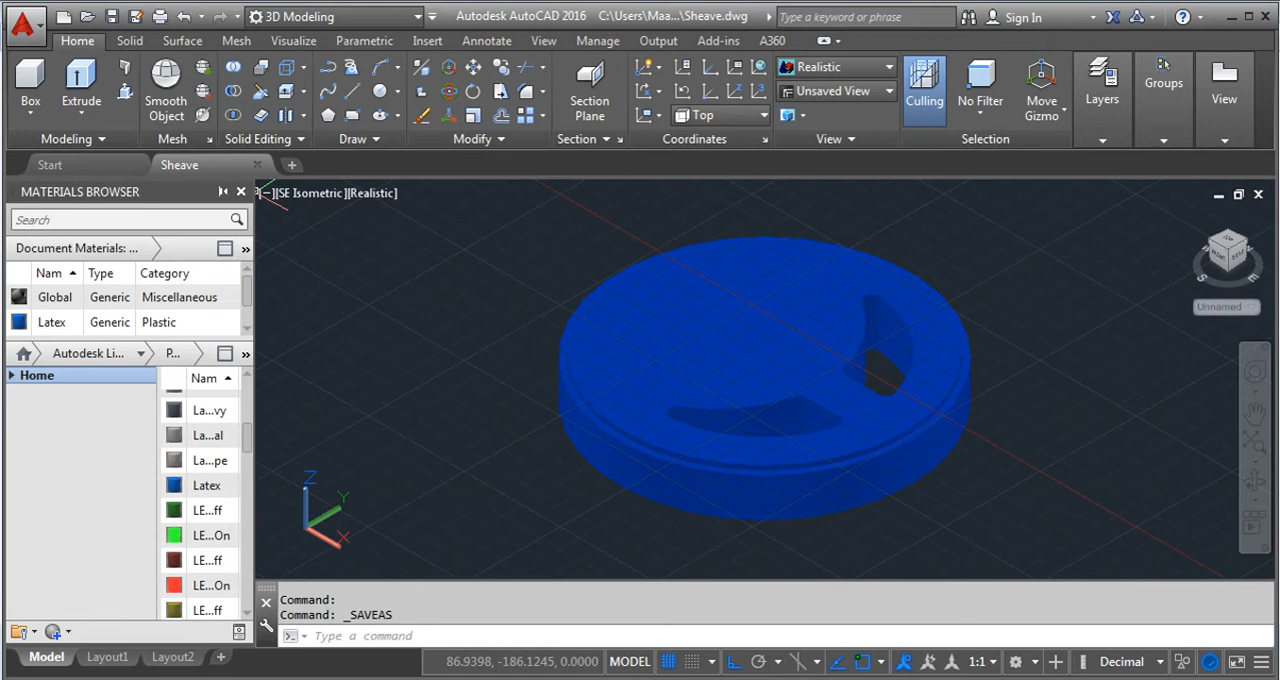 3D Modeling
Autodesk AutoCAD 2016 C:\Users\Maa...\Sheave.dwg
Type a keyword or phrase
Sign In
Home Solid Surface Mesh Visualize Parametric Insert Annotate View Manage Output Add-ins A360
Realistic
Unsaved View
Top
Box
Extrude
Smooth
Object
Section
Plane
Culling
No Filter
Move
Gizmo
Layers
Groups
View
Modeling
Mesh
Solid Editing
Draw
Modify
Section
Coordinates
View
Selection
Start
Sheave
MATERIALS BROWSER
Search
Document Materials: ...
Nam Type Category
Global Generic Miscellaneous
Latex Generic Plastic
Autodesk Li... P...
Home
Nam
La...vy
La...al
La...pe
Latex
LE...ff
LE...On
LE...ff
LE...On
LE...ff
[−][SE Isometric][Realistic]
S
E
Unnamed
Z
Y
X
Command:
Command: _SAVEAS
Type a command
Model Layout1 Layout2
86.9398, -186.1245, 0.0000 MODEL
1:1
Decimal